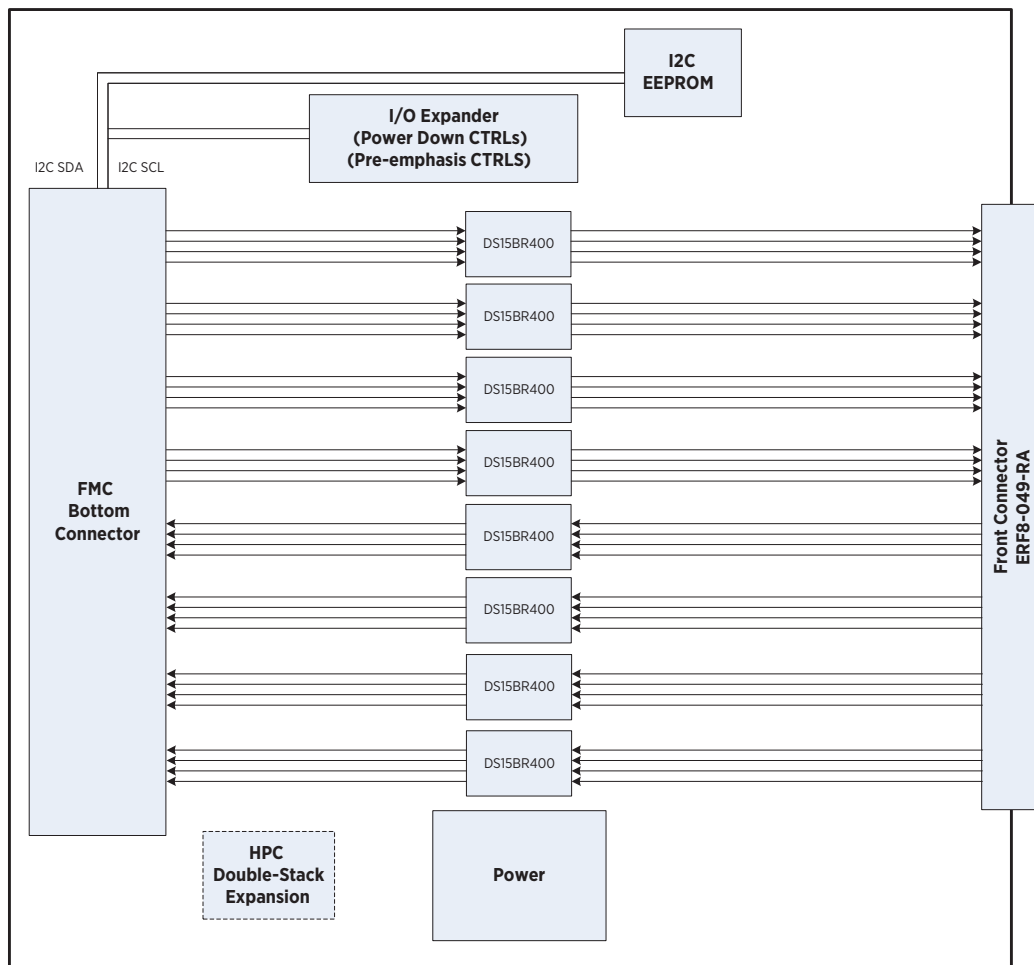 I2C
EEPROM
I/O Expander
(Power Down CTRLs)
(Pre-emphasis CTRLS)
I2C SDA
I2C SCL
DS15BR400
DS15BR400
DS15BR400
DS15BR400
DS15BR400
DS15BR400
DS15BR400
DS15BR400
FMC
Bottom
Connector
Front Connector
ERF8-049-RA
HPC
Double-Stack
Expansion
Power